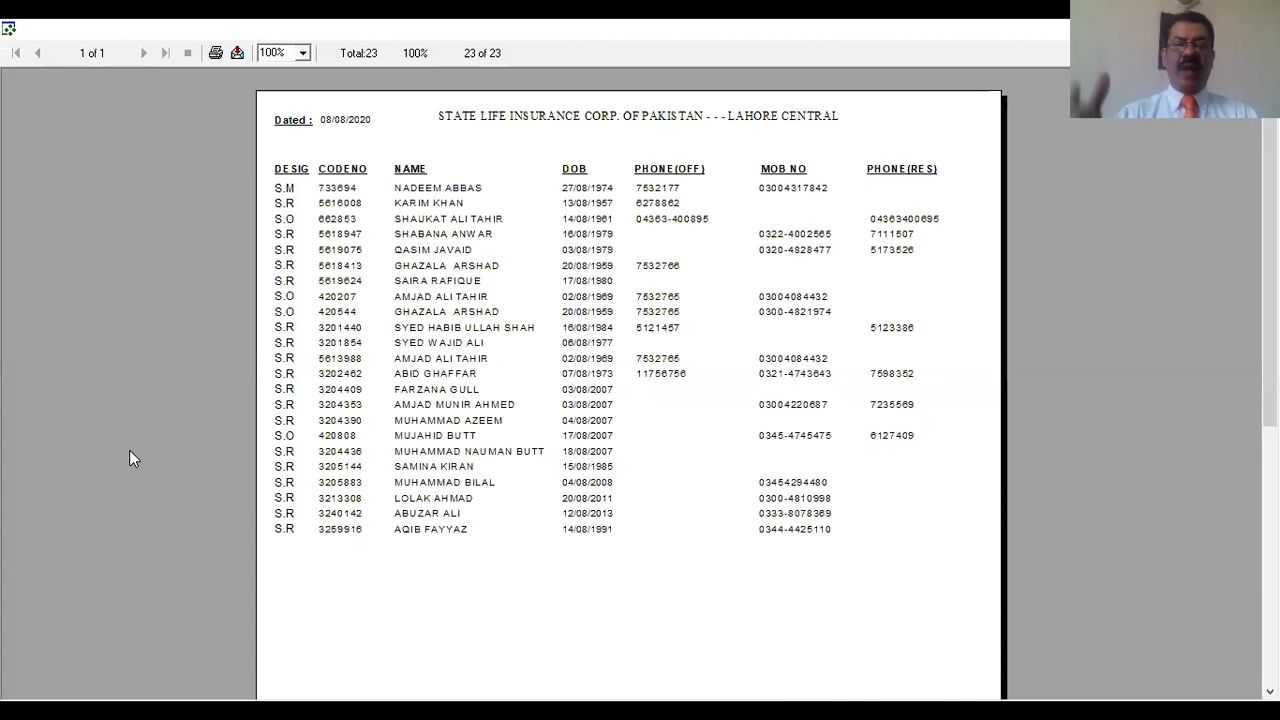 1 of 1 100% Total:23 100% 23 of 23
Dated : 08/08/2020 STATE LIFE INSURANCE CORP. OF PAKISTAN - - - LAHORE CENTRAL
DESIG CODENO NAME DOB PHONE(OFF) MOB NO PHONE(RES)
S.M 733694 NADEEM ABBAS 27/08/1974 7532177 03004317842
S.R 5616008 KARIM KHAN 13/08/1957 6278862
S.O 662853 SHAUKAT ALI TAHIR 14/08/1961 04363-400895 04363400695
S.R 5618947 SHABANA ANWAR 16/08/1979 0322-4002565 7111507
S.R 5619075 QASIM JAVAID 03/08/1979 0320-4828477 5173526
S.R 5618413 GHAZALA ARSHAD 20/08/1959 7532766
S.R 5619624 SAIRA RAFIQUE 17/08/1980
S.O 420207 AMJAD ALI TAHIR 02/08/1969 7532765 03004084432
S.O 420544 GHAZALA ARSHAD 20/08/1959 7532765 0300-4821974
S.R 3201440 SYED HABIB ULLAH SHAH 16/08/1984 5121457 5123386
S.R 3201854 SYED WAJID ALI 06/08/1977
S.R 5613988 AMJAD ALI TAHIR 02/08/1969 7532765 03004084432
S.R 3202462 ABID GHAFFAR 07/08/1973 11756756 0321-4743643 7598352
S.R 3204409 FARZANA GULL 03/08/2007
S.R 3204353 AMJAD MUNIR AHMED 03/08/2007 03004220687 7235569
S.R 3204390 MUHAMMAD AZEEM 04/08/2007
S.O 420808 MUJAHID BUTT 17/08/2007 0345-4745475 6127409
S.R 3204436 MUHAMMAD NAUMAN BUTT 18/08/2007
S.R 3205144 SAMINA KIRAN 15/08/1985
S.R 3205883 MUHAMMAD BILAL 04/08/2008 03454294480
S.R 3213308 LOLAK AHMAD 20/08/2011 0300-4810998
S.R 3240142 ABUZAR ALI 12/08/2013 0333-8078369
S.R 3259916 AQIB FAYYAZ 14/08/1991 0344-4425110